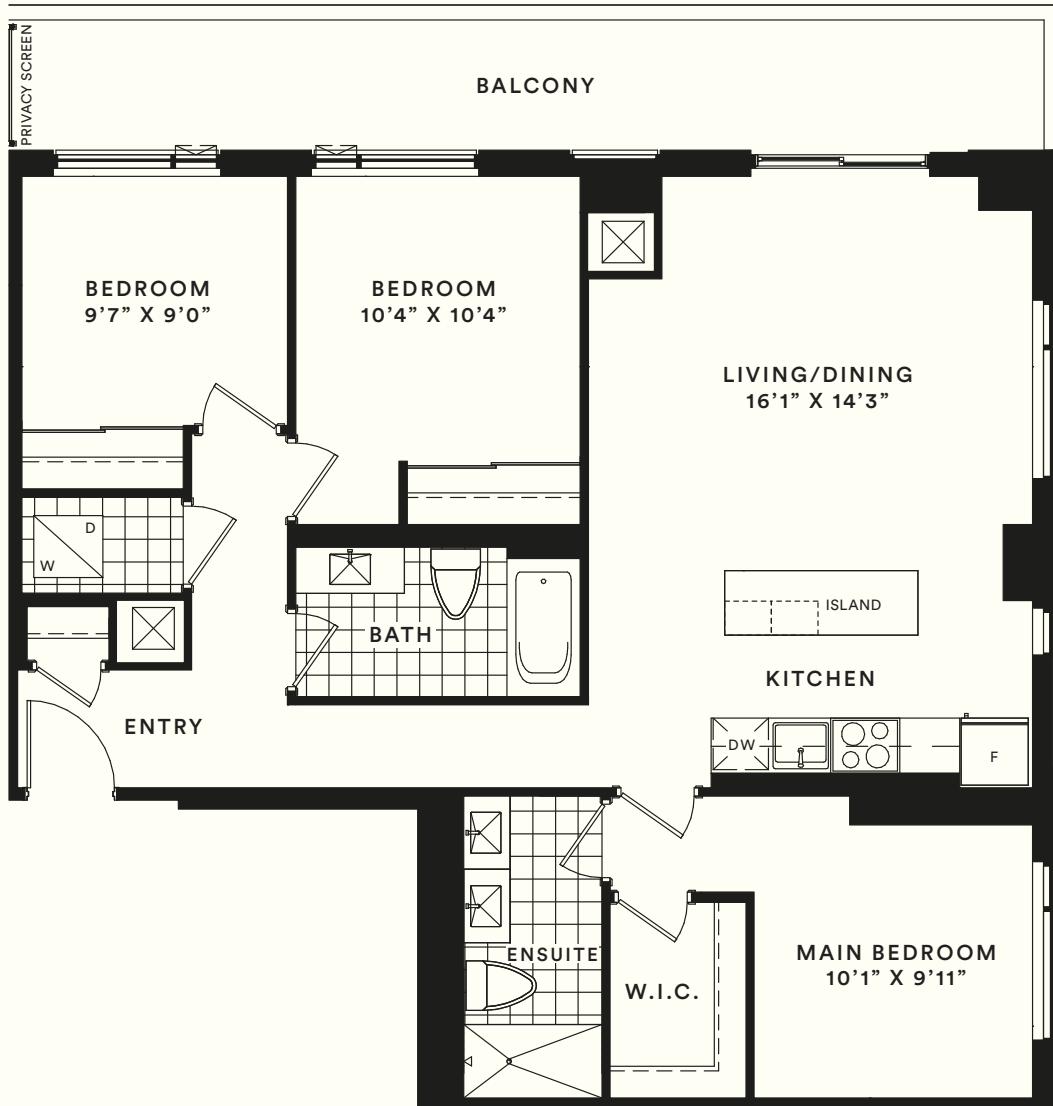 PRIVACY SCREEN
BALCONY
BEDROOM
9’7” X 9’0”
BEDROOM
10’4” X 10’4”
LIVING/DINING
16’1” X 14’3”
D
W
ISLAND
BATH
KITCHEN
ENTRY
DW
F
ENSUITE
W.I.C.
MAIN BEDROOM
10’1” X 9’11”